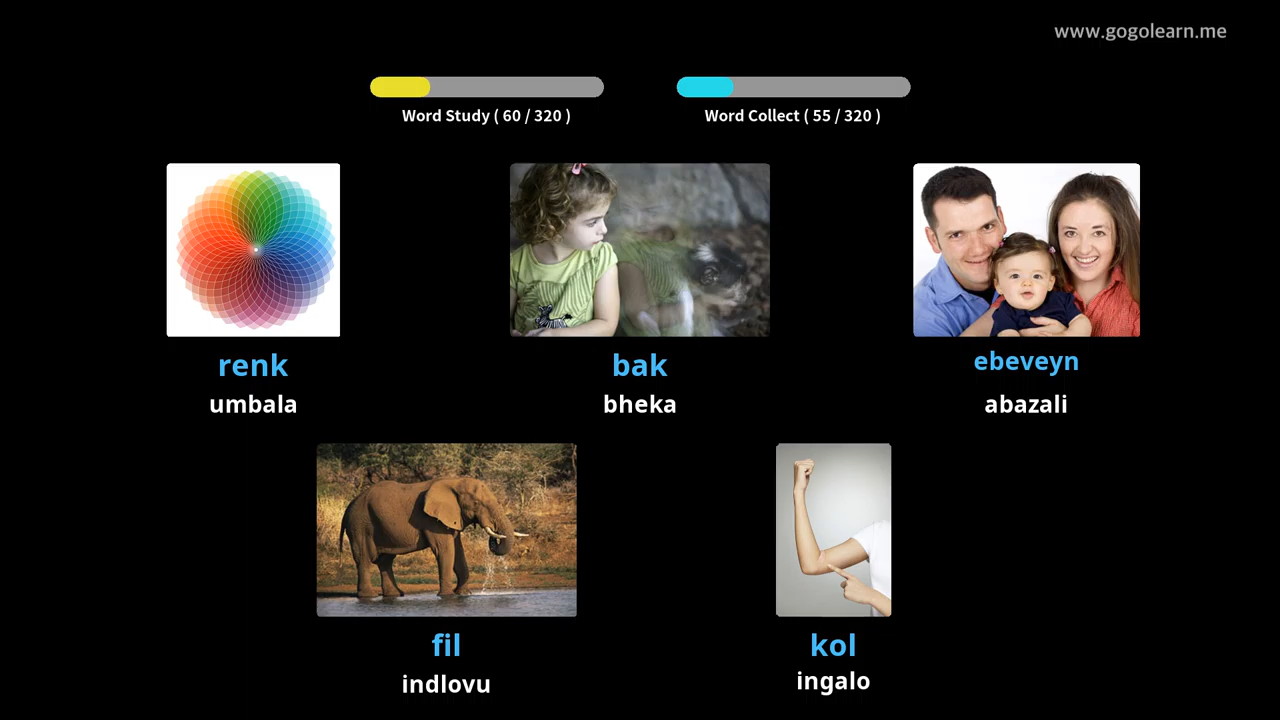 www.gogolearn.me
Word Study ( 60 / 320 )
Word Collect ( 55 / 320 )
renk
umbala
bak
bheka
ebeveyn
abazali
fil
indlovu
kol
ingalo